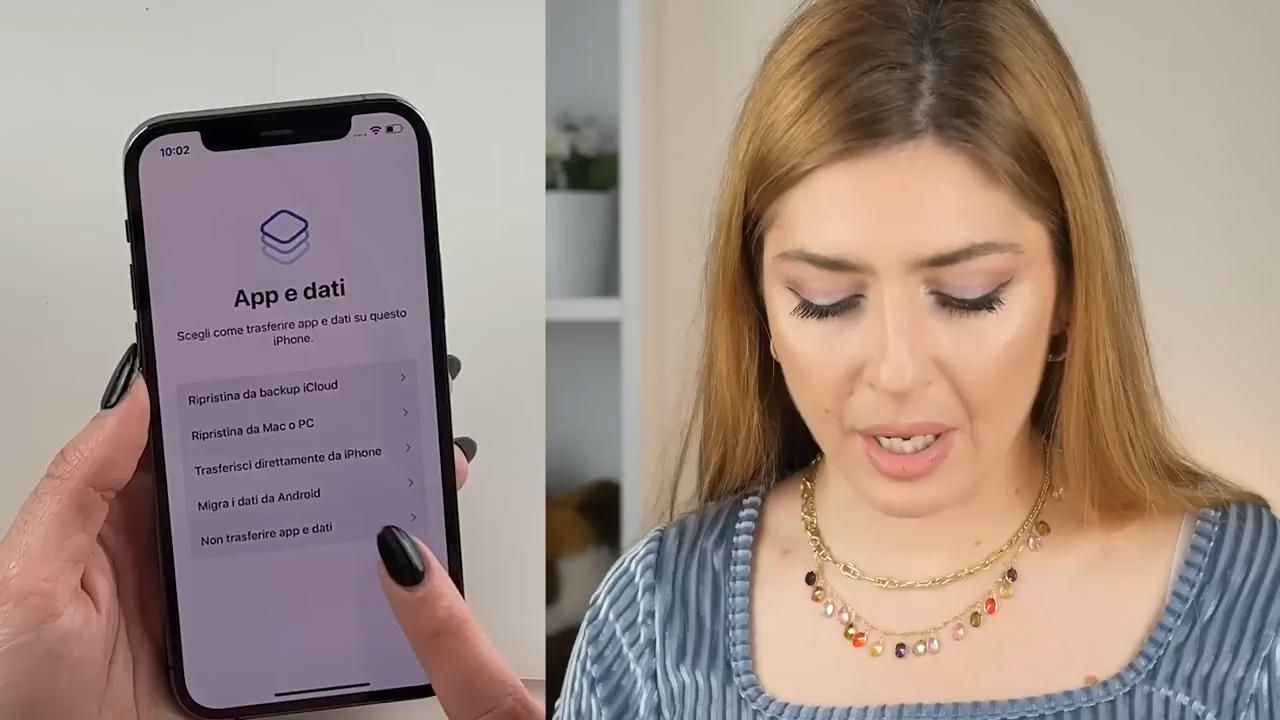 10:02
App e dati
Scegli come trasferire app e dati su questo
iPhone.
Ripristina da backup iCloud
Ripristina da Mac o PC
Trasferisci direttamente da iPhone
Migra i dati da Android
Non trasferire app e dati